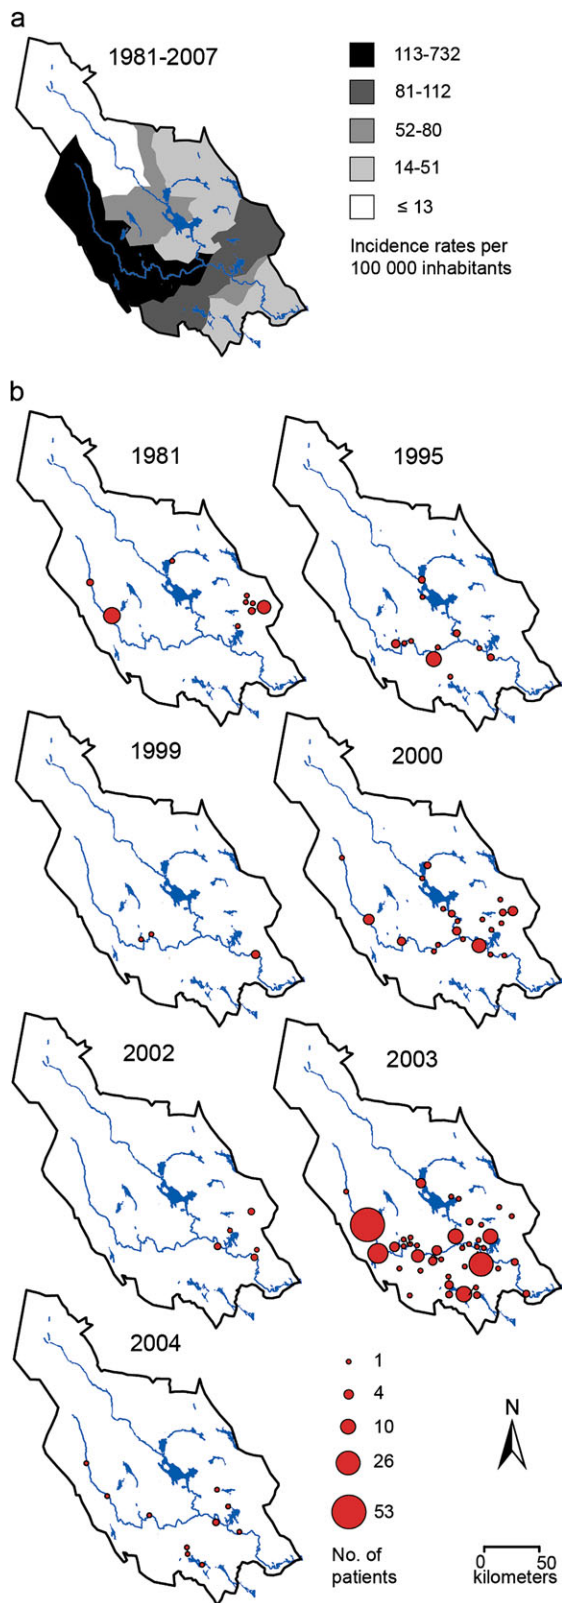 a
1981-2007
113-732
81-112
52-80
14-51
≤ 13
Incidence rates per
100 000 inhabitants
b
1981
1995
1999
2000
2002
2003
2004
1
4
10
26
53
No. of
patients
N
0 50
kilometers